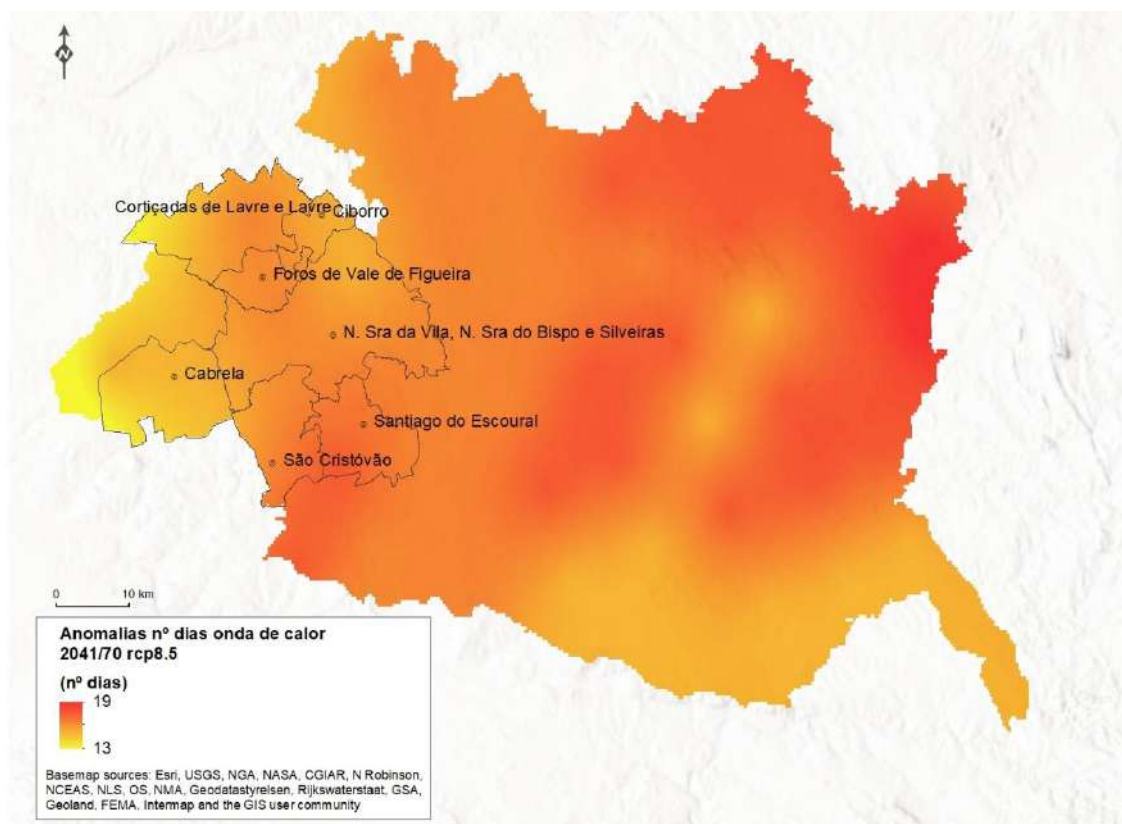 N
Cortiçadas de Lavre e Lavre
Ciborro
Foros de Vale de Figueira
N. Sra da Vila, N. Sra do Bispo e Silveiras
Cabrela
Santiago do Escoural
São Cristóvão
0 10 km
Anomalias nº dias onda de calor
2041/70 rcp8.5
(nº dias)
19
13
Basemap sources: Esri, USGS, NGA, NASA, CGIAR, N Robinson,
NCEAS, NLS, OS, NMA, Geodatastyrelsen, Rijkswaterstaat, GSA,
Geoland, FEMA, Intermap and the GIS user community